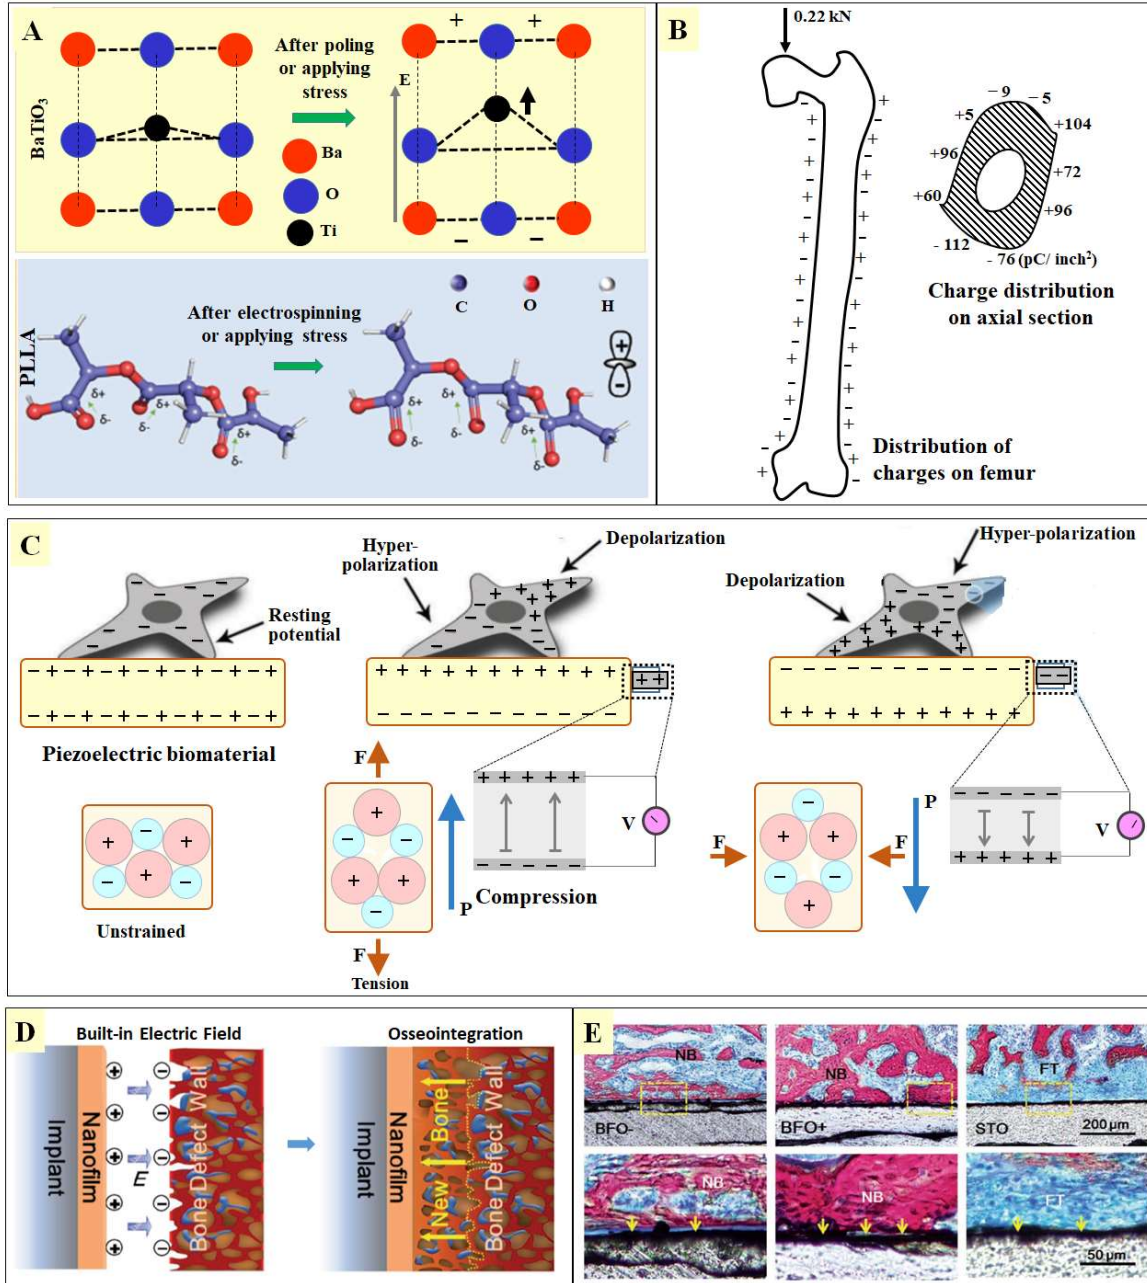 A
BaTiO3
After poling
or applying
stress
E
+ +
Ba
O
Ti
− −
PLLA
After electrospinning
or applying stress
C
O
H
δ+
δ-
δ+
δ-
δ+
δ-
δ+
δ-
δ+
δ-
δ+
δ-
+
-
B
0.22 kN
− 9
− 5
+5
+104
+96
+72
+60
+96
- 112
- 76 (pC/ inch2)
Charge distribution
on axial section
Distribution of
charges on femur
C
Resting
potential
− + − + − + − + − + − +
− + − + − + − + − + − +
Piezoelectric biomaterial
Unstrained
Hyper-
polarization
Depolarization
+ + + + + + + + + +
+ +
− − − − − − − − −
F
P
V
Compression
F
Tension
Depolarization
Hyper-polarization
− − − − − − − − −
− −
+ + + + + + + + + +
F
F
P
V
D
Built-in Electric Field
Implant
Nanofilm
E
Boner Defect Wall
Osseointegration
Implant
Nanofilm
New Bone
Boner Defect Wall
E
NB
BFO-
NB
BFO+
FT
STO
200 µm
NB
NB
FT
50 µm